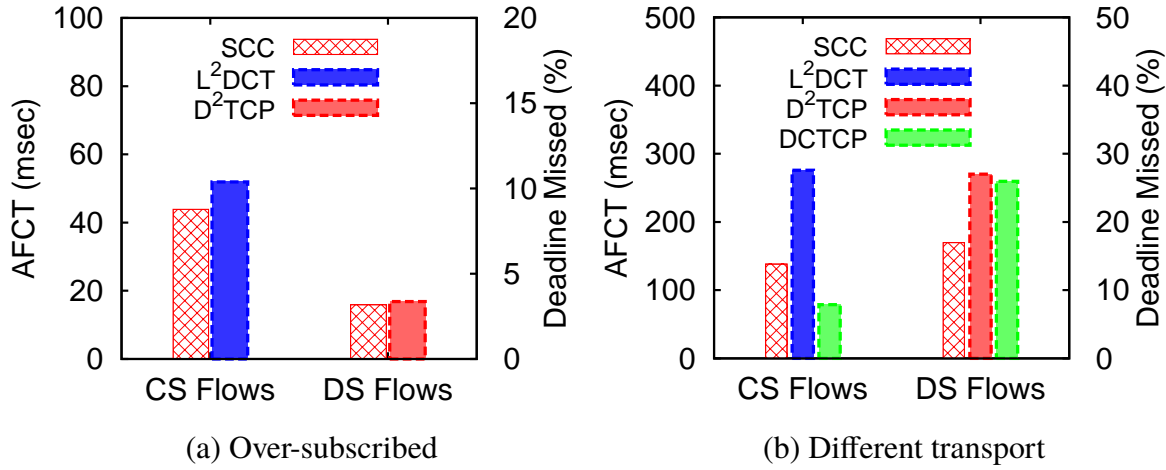 100
80
60
40
20
0
AFCT (msec)
SCC
L²DCT
D²TCP
20
15
10
5
0
Deadline Missed (%)
CS Flows
DS Flows
(a) Over-subscribed
500
400
300
200
100
0
AFCT (msec)
SCC
L²DCT
D²TCP
DCTCP
50
40
30
20
10
0
Deadline Missed (%)
CS Flows
DS Flows
(b) Different transport